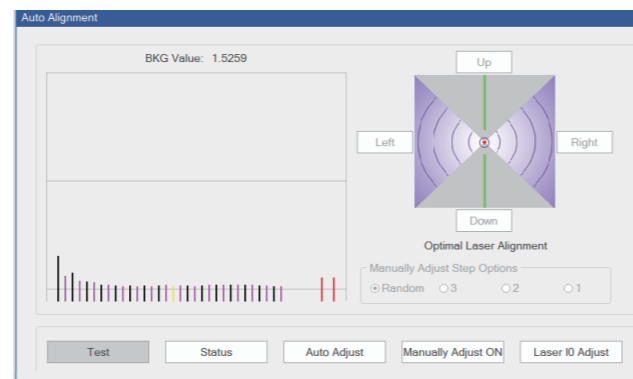 Auto Alignment
BKG Value: 1.5259
Up
Left
Right
Down
Optimal Laser Alignment
Manually Adjust Step Options
Random 3 2 1
Test Status Auto Adjust Manually Adjust ON Laser I0 Adjust